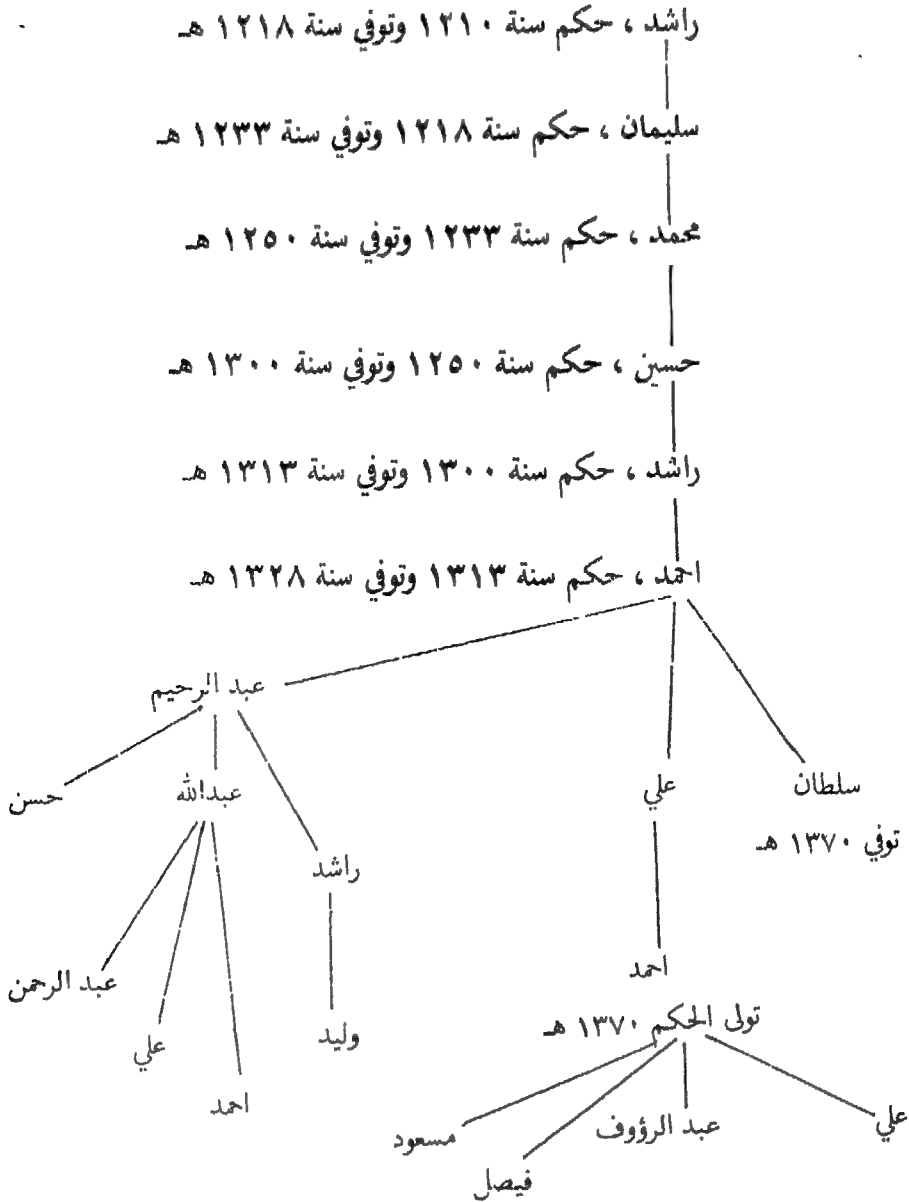 راشد ، حكم سنة ١٢١٠ وتوفي سنة ١٢١٨ هـ
سليمان ، حكم سنة ١٢١٨ وتوفي سنة ١٢٣٣ هـ
محمد ، حكم سنة ١٢٣٣ وتوفي سنة ١٢٥٠ هـ
حسين ، حكم سنة ١٢٥٠ وتوفي سنة ١٣٠٠ هـ
راشد ، حكم سنة ١٣٠٠ وتوفي سنة ١٣١٣ هـ
احمد ، حكم سنة ١٣١٣ وتوفي سنة ١٣٢٨ هـ
عبد الرحيم
سلطان
علي
عبدالله
حسن
توفي ١٣٧٠ هـ
راشد
احمد
عبد الرحمن
تولى الحكم ١٣٧٠ هـ
وليد
علي
احمد
علي
عبد الرؤوف
مسعود
فيصل